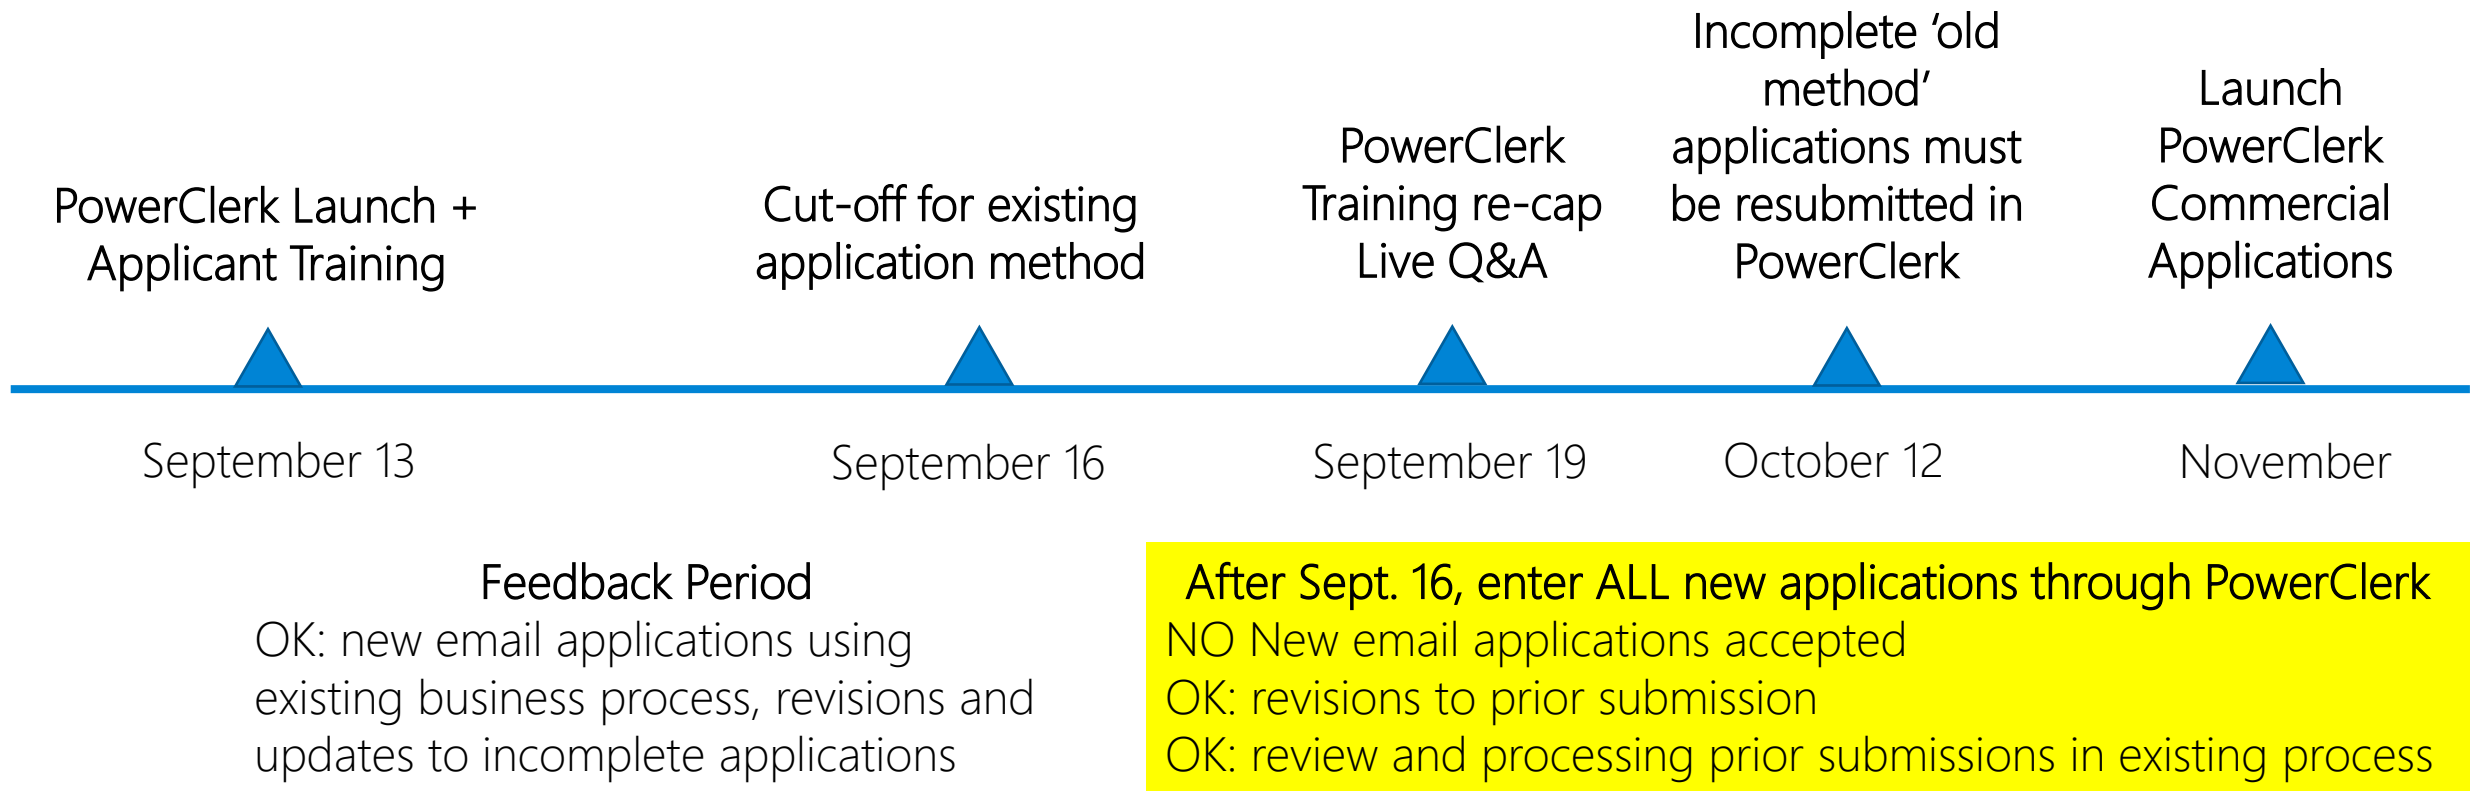 PowerClerk Launch +
Applicant Training
Cut-off for existing
application method
PowerClerk
Training re-cap
Live Q&A
Incomplete ‘old
method’
applications must
be resubmitted in
PowerClerk
Launch
PowerClerk
Commercial
Applications
September 13
September 16
September 19
October 12
November
Feedback Period
OK: new email applications using
existing business process, revisions and
updates to incomplete applications
After Sept. 16, enter ALL new applications through PowerClerk
NO New email applications accepted
OK: revisions to prior submission
OK: review and processing prior submissions in existing process